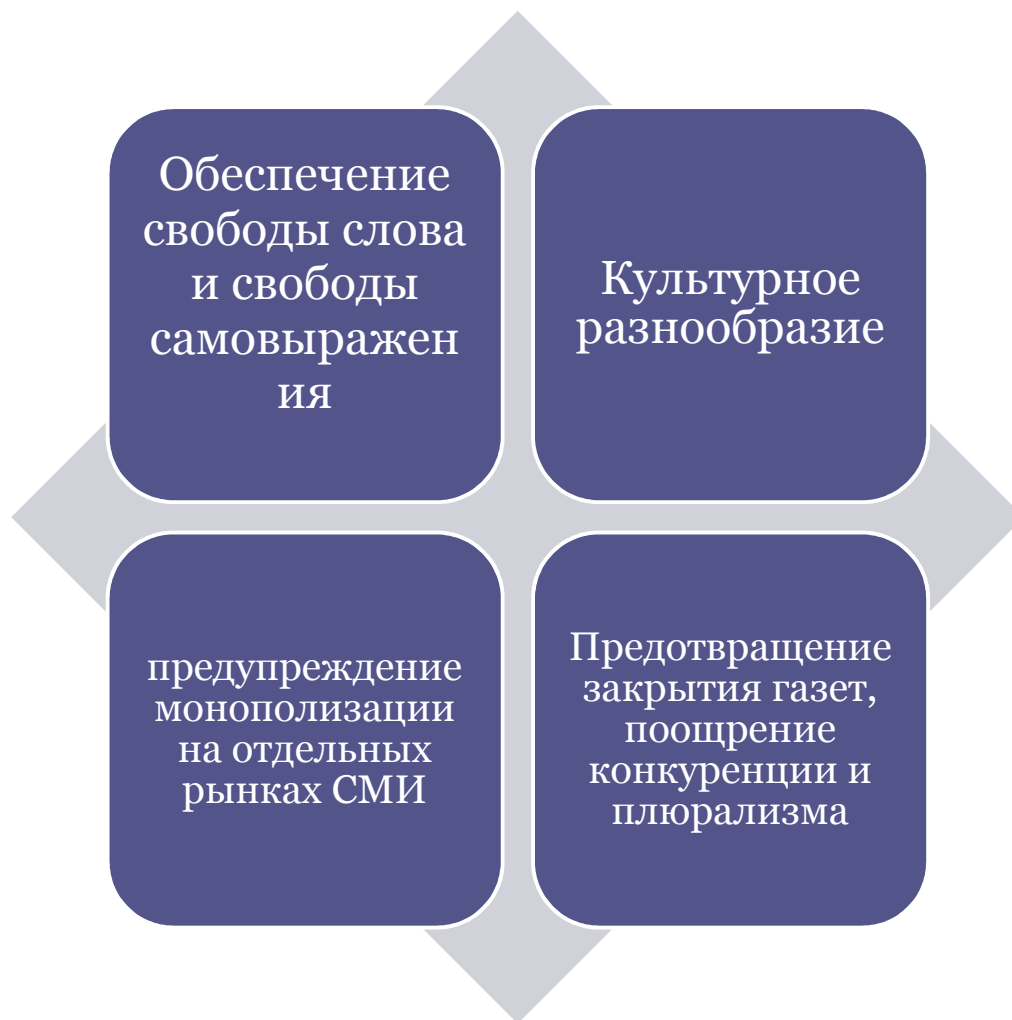 Обеспечение
свободы слова
и свободы
самовыражен
ия
Культурное
разнообразие
предупреждение
монополизации
на отдельных
рынках СМИ
Предотвращение
закрытия газет,
поощрение
конкуренции и
плюрализма